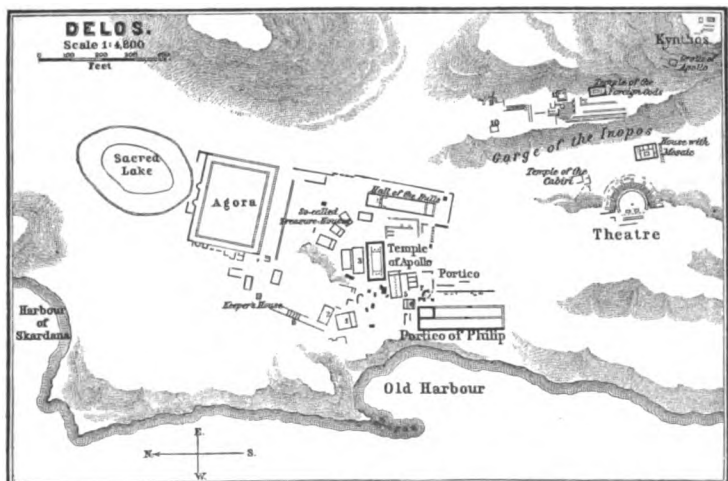 DELOS.
Scale 1:4,800
Feet
Kynthos
Grotto of
Apollo
Temple of the
Foreign Gods
10
Gorge of the Inopos
House with
Mosaic
Temple of the
Cabiri
Theatre
Sacred
Lake
Agora
Hall of the Bulls
So-called
Treasure-Houses
Temple
of Apollo
Portico
Keeper's House
Harbour
of
Skardana
Portico of Philip
Old Harbour
E.
N.
S.
W.